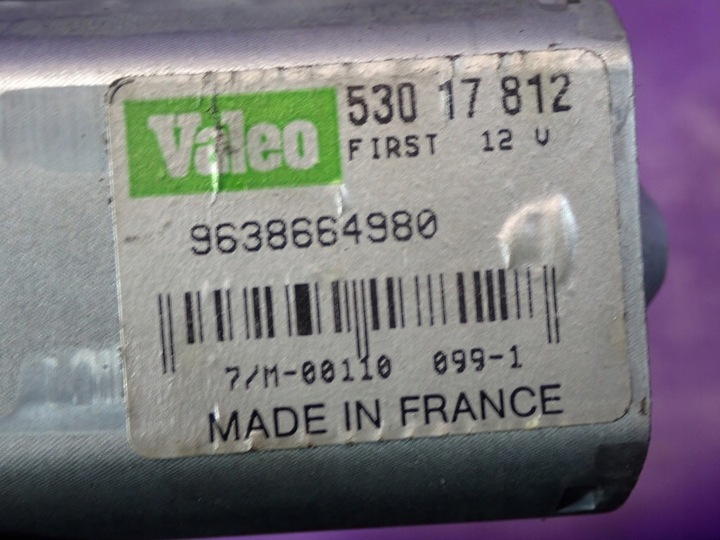 Valeo 530 17 812
FIRST 12 V
9638664980
7/M-00110 099-1
MADE IN FRANCE